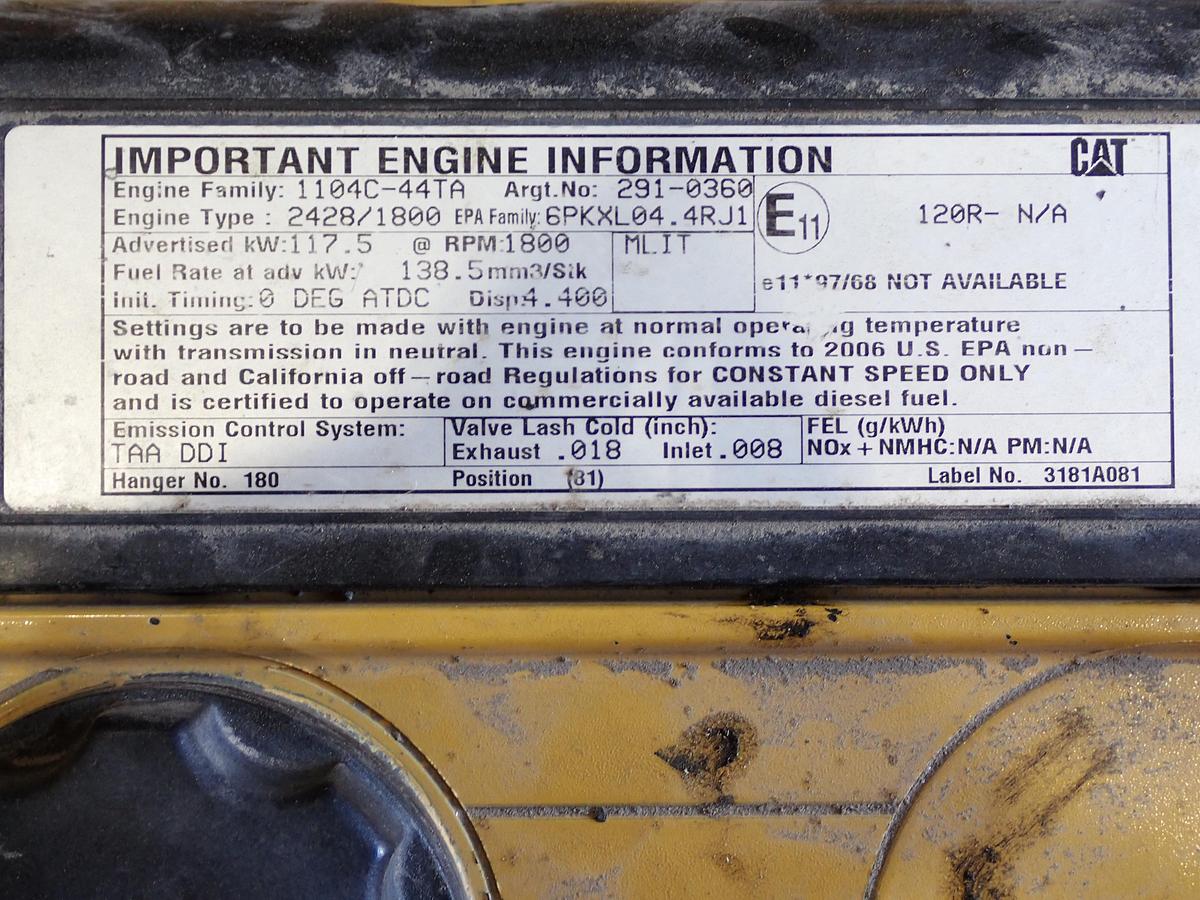 IMPORTANT ENGINE INFORMATION CAT
Engine Family: 1104C-44TA Argt.No: 291-0360
Engine Type : 2428/1800 EPA Family: 6PKXL04.4RJ1
E11 120R- N/A
Advertised kW: 117.5 @ RPM: 1800 MLIT
Fuel Rate at adv kW: 138.5 mm3/Stk
e11*97/68 NOT AVAILABLE
Init. Timing: 0 DEG ATDC Disp: 4.400
Settings are to be made with engine at normal temperature
with transmission in neutral. This engine conforms to 2006 U.S. EPA non-
road and California off-road Regulations for CONSTANT SPEED ONLY
and is certified to operate on commercially available diesel fuel.
Emission Control System: Valve Lash Cold (inch): FEL (g/kWh)
TAA DDI Exhaust .018 Inlet .008 NOx + NMHC:N/A PM:N/A
Hanger No. 180 Position (81) Label No. 3181A081